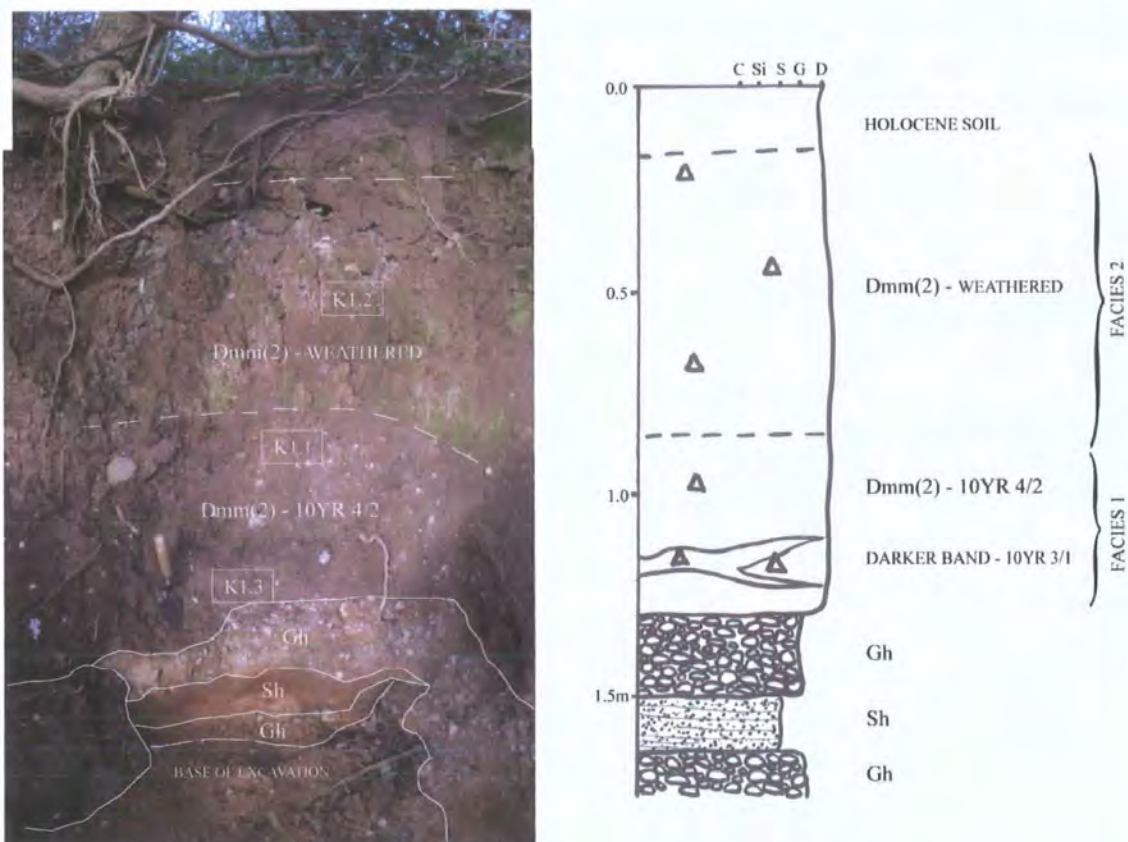 K1.2
Dmm(2) - WEATHERED
K1.1
Dmm(2) - 10YR 4/2
K1.3
Gh
Sh
Gh
BASE OF EXCAVATION
C Si S G D
0.0
HOLOCENE SOIL
0.5
Dmm(2) - WEATHERED
FACIES 2
1.0
Dmm(2) - 10YR 4/2
DARKER BAND - 10YR 3/1
FACIES 1
Gh
1.5m
Sh
Gh